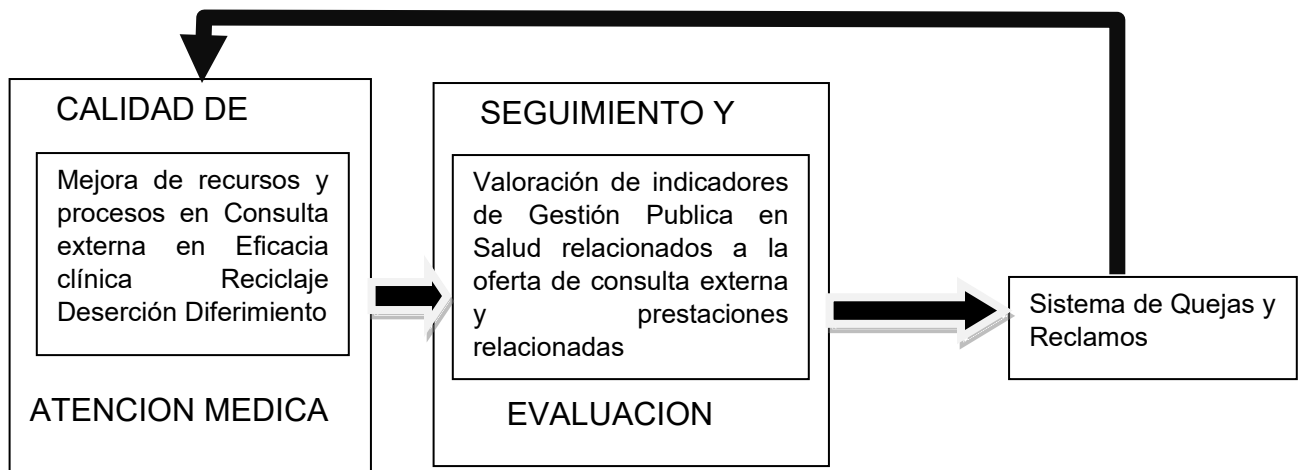 CALIDAD DE
Mejora de recursos y
procesos en Consulta
externa en Eficacia
clínica Reciclaje
Deserción Diferimiento
ATENCION MEDICA
SEGUIMIENTO Y
Valoración de indicadores
de Gestión Publica en
Salud relacionados a la
oferta de consulta externa
y prestaciones
relacionadas
EVALUACION
Sistema de Quejas y
Reclamos